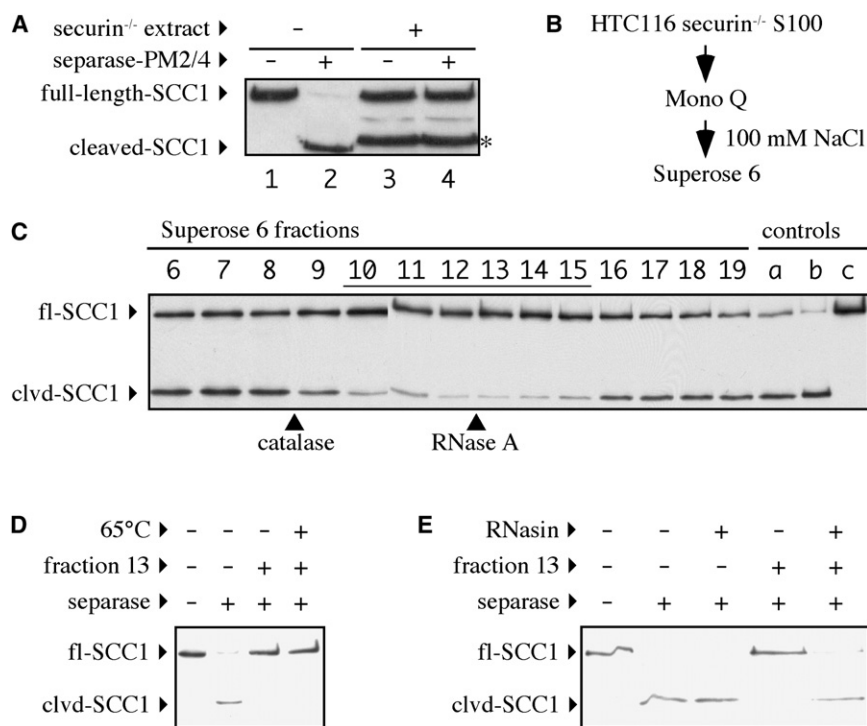 A
securin-/- extract – +
separase-PM2/4 – + – +
full-length-SCC1
cleaved-SCC1 *
1 2 3 4
B
HTC116 securin-/- S100
Mono Q
100 mM NaCl
Superose 6
C
Superose 6 fractions controls
6 7 8 9 10 11 12 13 14 15 16 17 18 19 a b c
fl-SCC1
clvd-SCC1
catalase RNase A
D
65°C – – – +
fraction 13 – – + +
separase – + + +
fl-SCC1
clvd-SCC1
E
RNasin – – + – +
fraction 13 – – – + +
separase – + + + +
fl-SCC1
clvd-SCC1